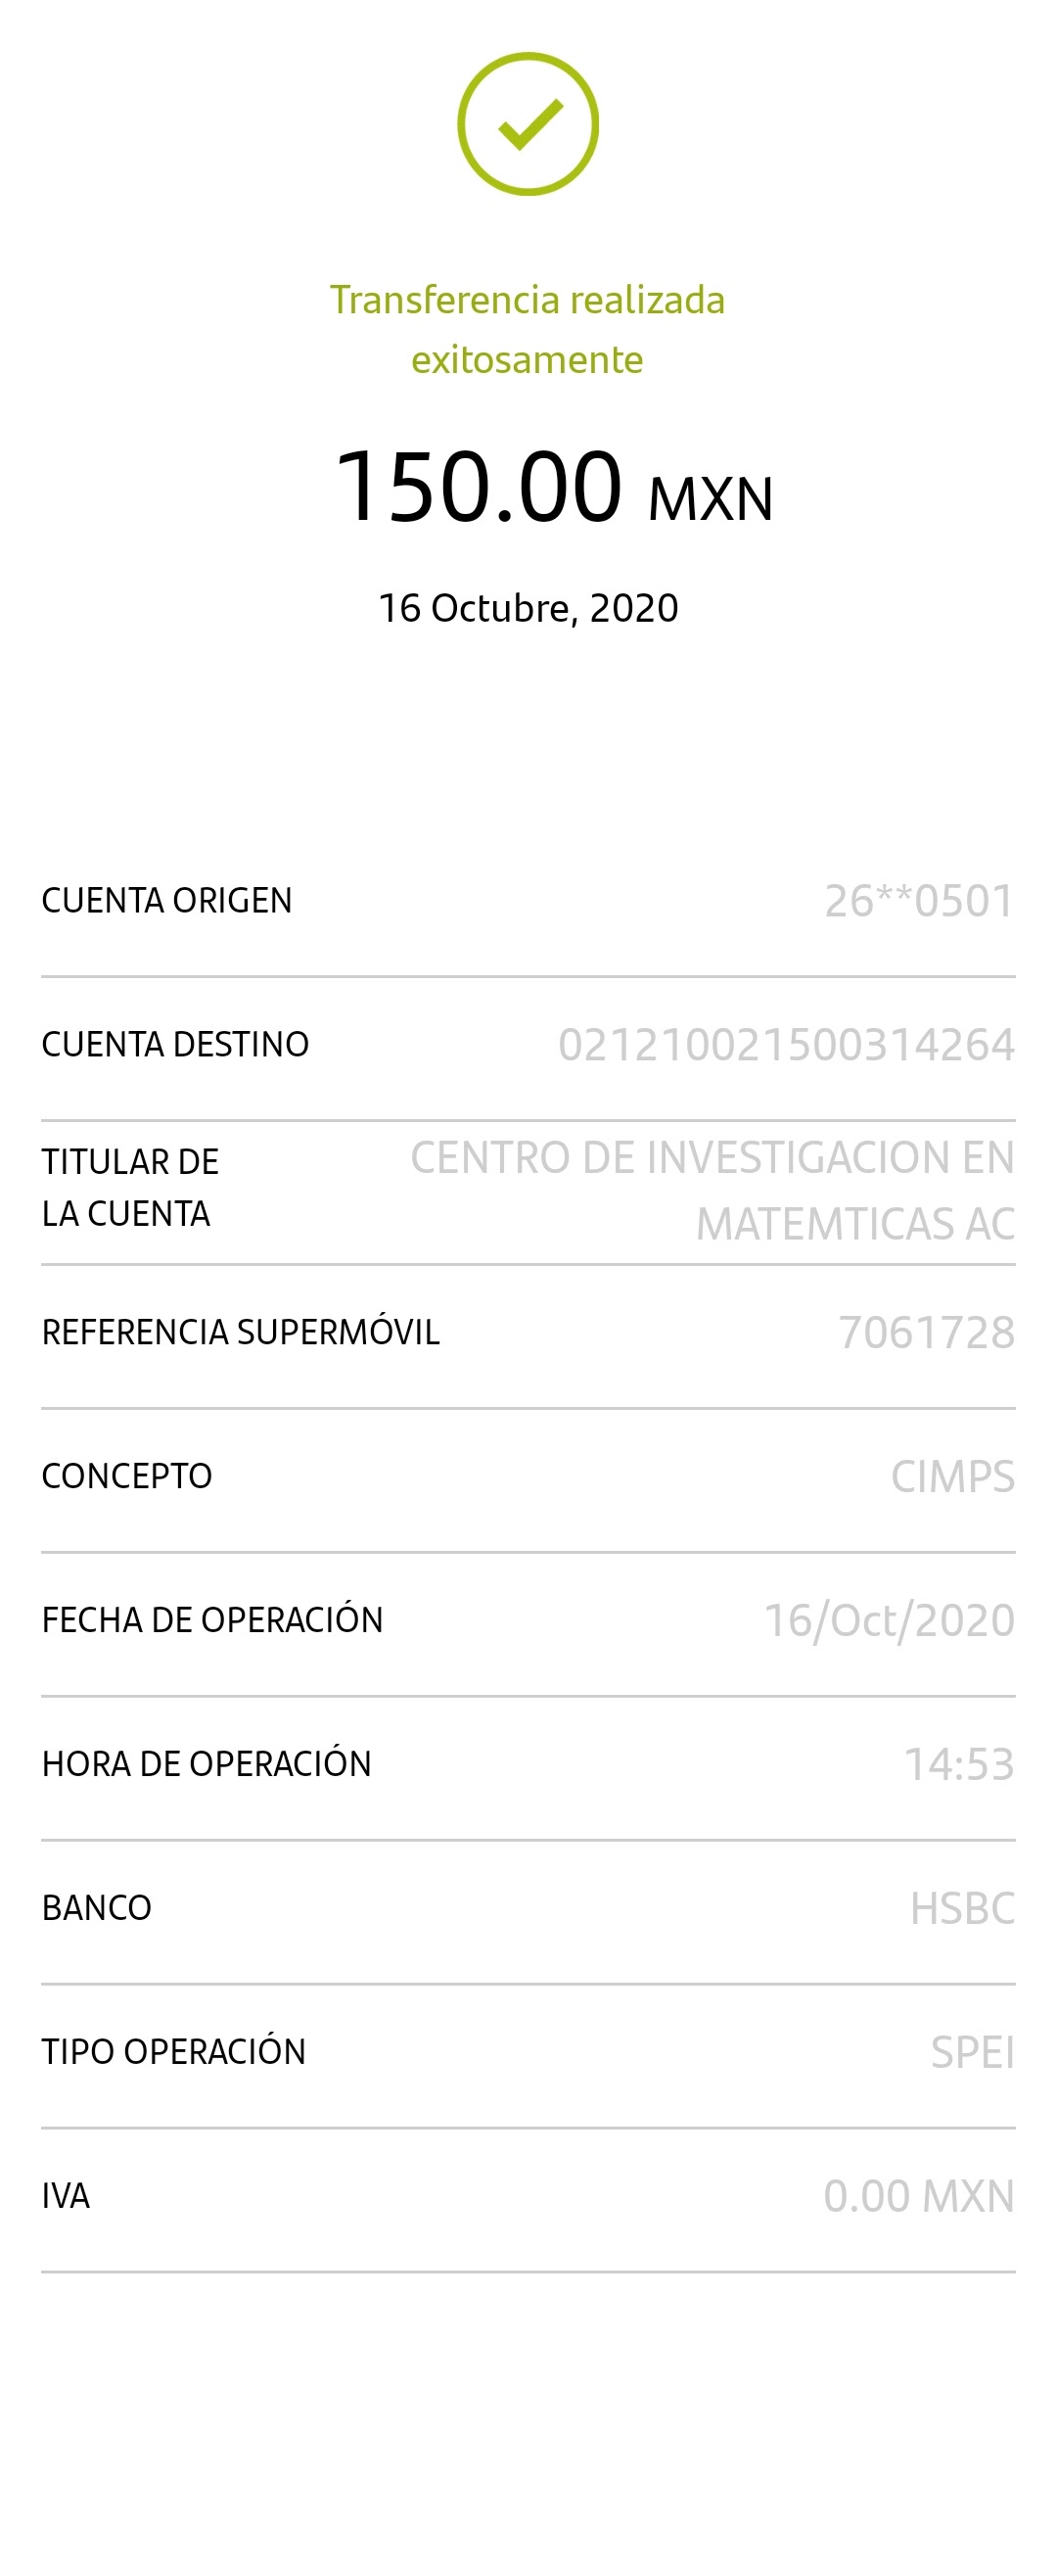 Transferencia realizada
exitosamente
150.00 MXN
16 Octubre, 2020
CUENTA ORIGEN 26**0501
CUENTA DESTINO 021210021500314264
TITULAR DE
LA CUENTA
CENTRO DE INVESTIGACION EN
MATEMTICAS AC
REFERENCIA SUPERMÓVIL 7061728
CONCEPTO CIMPS
FECHA DE OPERACIÓN 16/Oct/2020
HORA DE OPERACIÓN 14:53
BANCO HSBC
TIPO OPERACIÓN SPEI
IVA 0.00 MXN